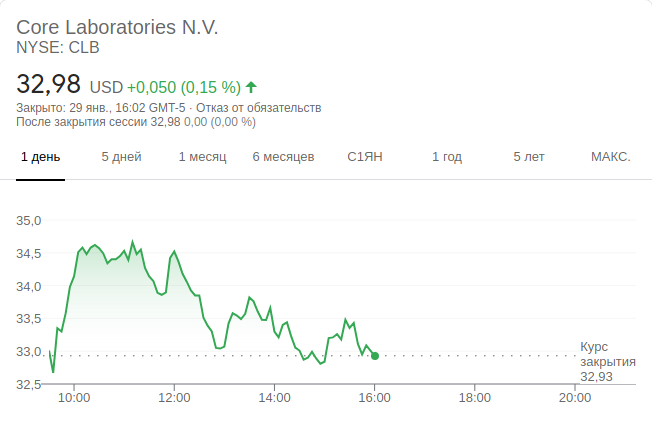 Core Laboratories N.V.
NYSE: CLB
32,98 USD +0,050 (0,15 %)
Закрыто: 29 янв., 16:02 GMT-5 · Отказ от обязательств
После закрытия сессии 32,98 0,00 (0,00 %)
1 день 5 дней 1 месяц 6 месяцев С1ЯН 1 год 5 лет МАКС.
35,0
34,5
34,0
33,5
33,0
32,5
Курс
закрытия
32,93
10:00 12:00 14:00 16:00 18:00 20:00